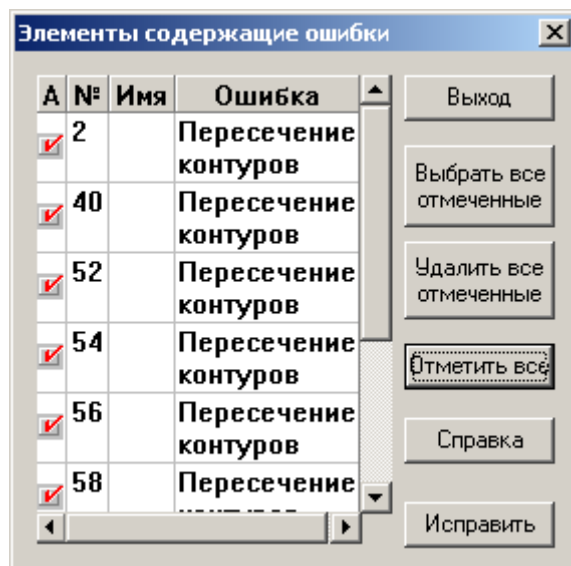 Элементы содержащие ошибки
А № Имя Ошибка
2 Пересечение
контуров
40 Пересечение
контуров
52 Пересечение
контуров
54 Пересечение
контуров
56 Пересечение
контуров
58 Пересечение
Выход
Выбрать все
отмеченные
Удалить все
отмеченные
Отметить все
Справка
Исправить